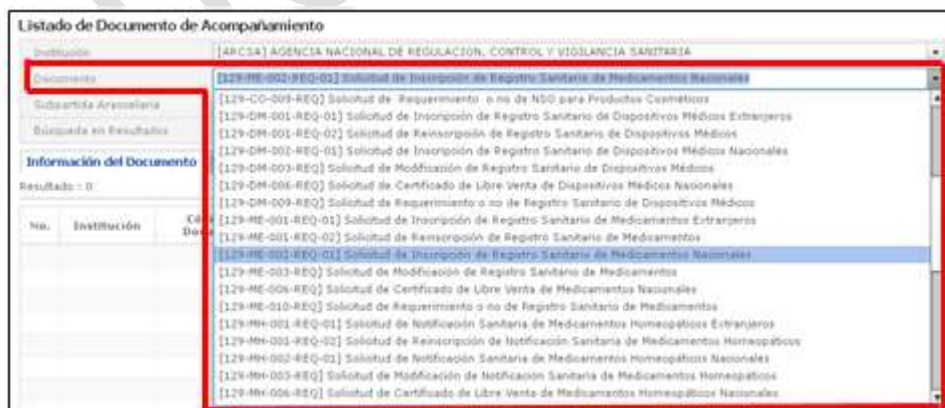 Listado de Documento de Acompañamiento
Institución [ARCSA] AGENCIA NACIONAL DE REGULACION, CONTROL Y VIGILANCIA SANITARIA
Documento [129-ME-002-REQ-01] Solicitud de Inscripción de Registro Sanitario de Medicamentos Nacionales
[129-CO-009-REQ] Solicitud de Requerimiento o no de NSO para Productos Cosméticos
Subpartida Arancelaria [129-DM-001-REQ-01] Solicitud de Inscripción de Registro Sanitario de Dispositivos Médicos Extranjeros
[129-DM-001-REQ-02] Solicitud de Reinscripción de Registro Sanitario de Dispositivos Médicos
Búsqueda en Resultados [129-DM-002-REQ-01] Solicitud de Inscripción de Registro Sanitario de Dispositivos Médicos Nacionales
Información del Documento [129-DM-003-REQ] Solicitud de Modificación de Registro Sanitario de Dispositivos Médicos
[129-DM-006-REQ] Solicitud de Certificado de Libre Venta de Dispositivos Médicos Nacionales
Resultado : 0 [129-DM-009-REQ] Solicitud de Requerimiento o no de Registro Sanitario de Dispositivos Médicos
No. Institución [129-ME-001-REQ-01] Solicitud de Inscripción de Registro Sanitario de Medicamentos Extranjeros
[129-ME-001-REQ-02] Solicitud de Reinscripción de Registro Sanitario de Medicamentos
[129-ME-002-REQ-01] Solicitud de Inscripción de Registro Sanitario de Medicamentos Nacionales
[129-ME-003-REQ] Solicitud de Modificación de Registro Sanitario de Medicamentos
[129-ME-006-REQ] Solicitud de Certificado de Libre Venta de Medicamentos Nacionales
[129-ME-010-REQ] Solicitud de Requerimiento o no de Registro Sanitario de Medicamentos
[129-MH-001-REQ-01] Solicitud de Notificación Sanitaria de Medicamentos Homeopáticos Extranjeros
[129-MH-001-REQ-02] Solicitud de Reinscripción de Notificación Sanitaria de Medicamentos Homeopáticos
[129-MH-002-REQ-01] Solicitud de Notificación Sanitaria de Medicamentos Homeopáticos Nacionales
[129-MH-003-REQ] Solicitud de Modificación de Notificación Sanitaria de Medicamentos Homeopáticos
[129-MH-006-REQ] Solicitud de Certificado de Libre Venta de Medicamentos Homeopáticos Nacionales